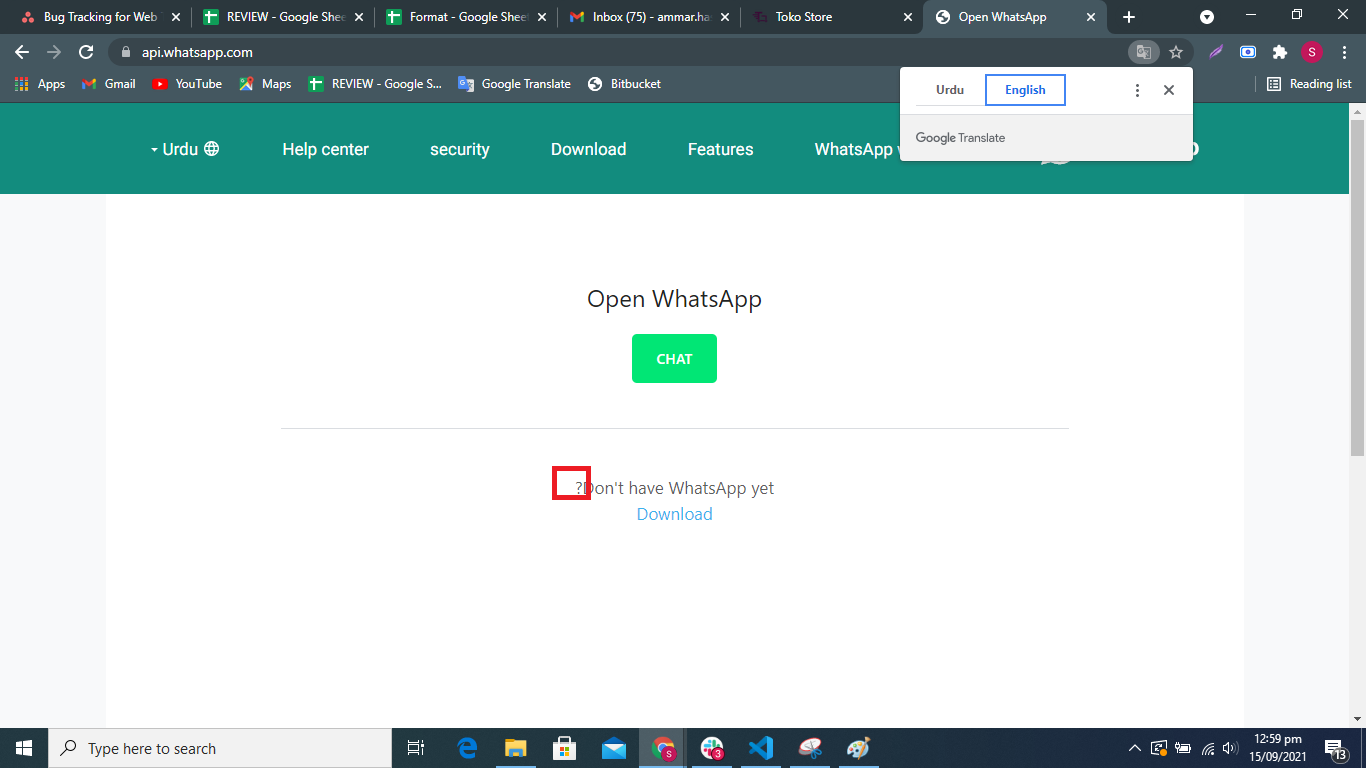 Bug Tracking for Web T
REVIEW - Google Shee
Format - Google Sheet
Inbox (75) - ammar.has
Toko Store
Open WhatsApp
api.whatsapp.com
S
Apps
Gmail
YouTube
Maps
REVIEW - Google S...
Google Translate
Bitbucket
Reading list
Urdu
English
Google Translate
Urdu
Help center
security
Download
Features
WhatsApp
Open WhatsApp
CHAT
?Don't have WhatsApp yet
Download
Type here to search
S
3
12:59 pm
15/09/2021
13